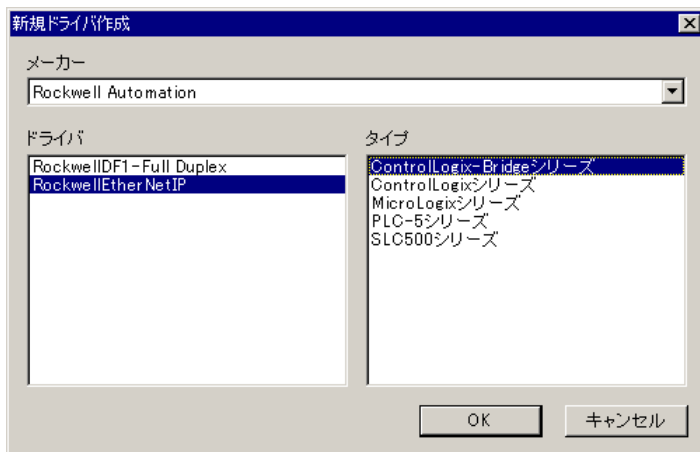 新規ドライバ作成
メーカー
Rockwell Automation
ドライバ
RockwellDF1-Full Duplex
RockwellEtherNetIP
タイプ
ControlLogix-Bridgeシリーズ
ControlLogixシリーズ
MicroLogixシリーズ
PLC-5シリーズ
SLC500シリーズ
OK
キャンセル